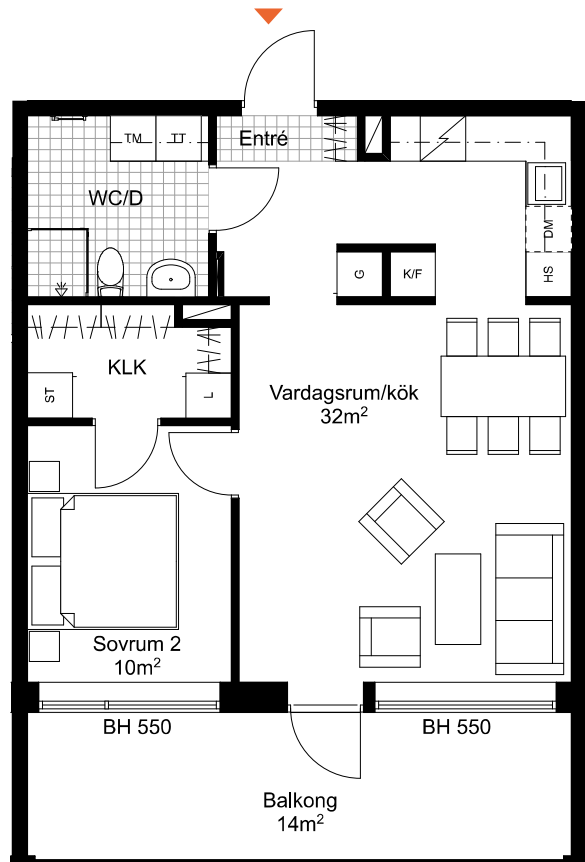 Entré
TM TT
WC/D
DM
HS
G K/F
KLK
ST
L
Vardagsrum/kök
32m²
Sovrum 2
10m²
BH 550 BH 550
Balkong
14m²